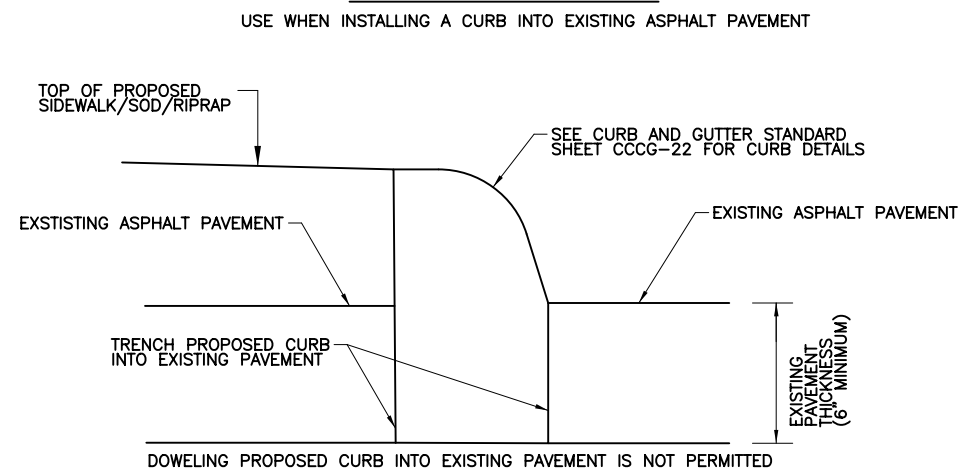 USE WHEN INSTALLING A CURB INTO EXISTING ASPHALT PAVEMENT
TOP OF PROPOSED
SIDEWALK/SOD/RIPRAP
SEE CURB AND GUTTER STANDARD
SHEET CCCG-22 FOR CURB DETAILS
EXSTISTING ASPHALT PAVEMENT
EXISTING ASPHALT PAVEMENT
TRENCH PROPOSED CURB
INTO EXISTING PAVEMENT
EXISTING
PAVEMENT
THICKNESS
(6" MINIMUM)
DOWELING PROPOSED CURB INTO EXISTING PAVEMENT IS NOT PERMITTED